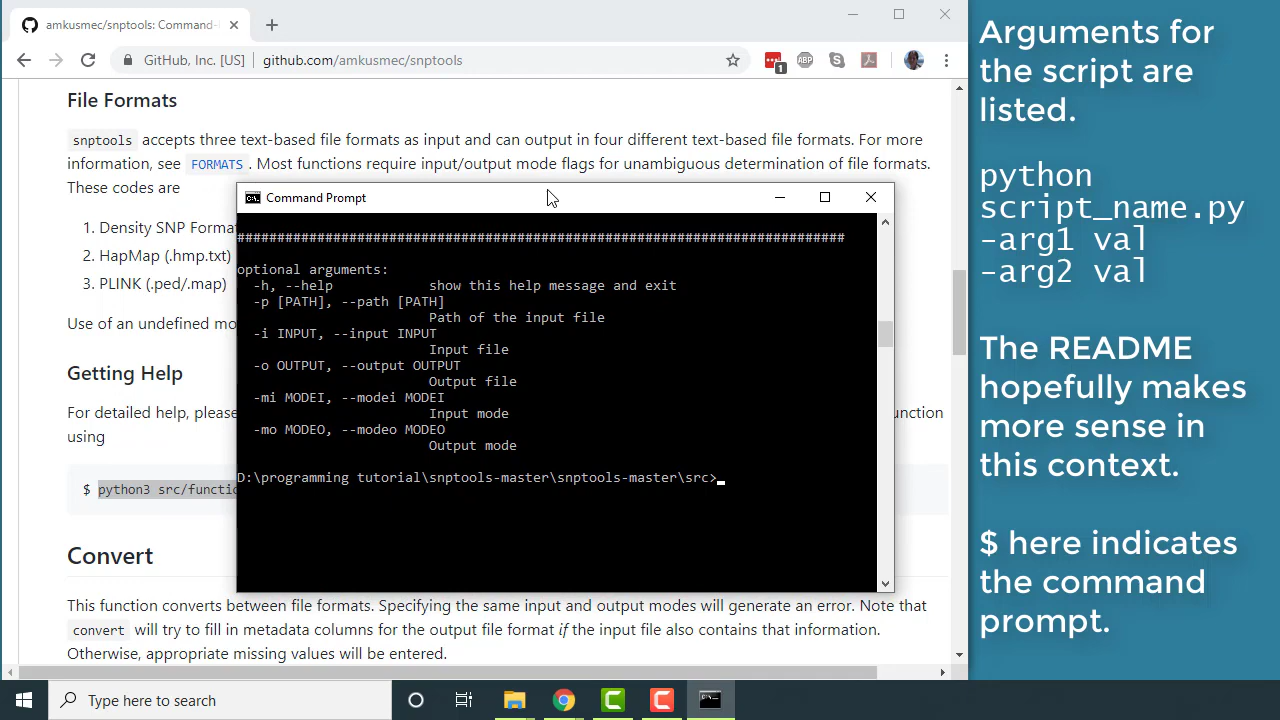 amkusmec/snptools: Command-
GitHub, Inc. [US] github.com/amkusmec/snptools
1
ABP
File Formats
snptools accepts three text-based file formats as input and can output in four different text-based file formats. For more
information, see FORMATS . Most functions require input/output mode flags for unambiguous determination of file formats.
These codes are
1. Density SNP Forma
2. HapMap (.hmp.txt)
3. PLINK (.ped/.map)
Use of an undefined mo
Getting Help
For detailed help, please
nction
using
$ python3 src/functio
Convert
This function converts between file formats. Specifying the same input and output modes will generate an error. Note that
convert will try to fill in metadata columns for the output file format if the input file also contains that information.
Otherwise, appropriate missing values will be entered.
Command Prompt
############################################################################
optional arguments:
-h, --help show this help message and exit
-p [PATH], --path [PATH]
Path of the input file
-i INPUT, --input INPUT
Input file
-o OUTPUT, --output OUTPUT
Output file
-mi MODEI, --modei MODEI
Input mode
-mo MODEO, --modeo MODEO
Output mode
D:\programming tutorial\snptools-master\snptools-master\src>
Type here to search
Arguments for
the script are
listed.
python
script_name.py
-arg1 val
-arg2 val
The README
hopefully makes
more sense in
this context.
$ here indicates
the command
prompt.